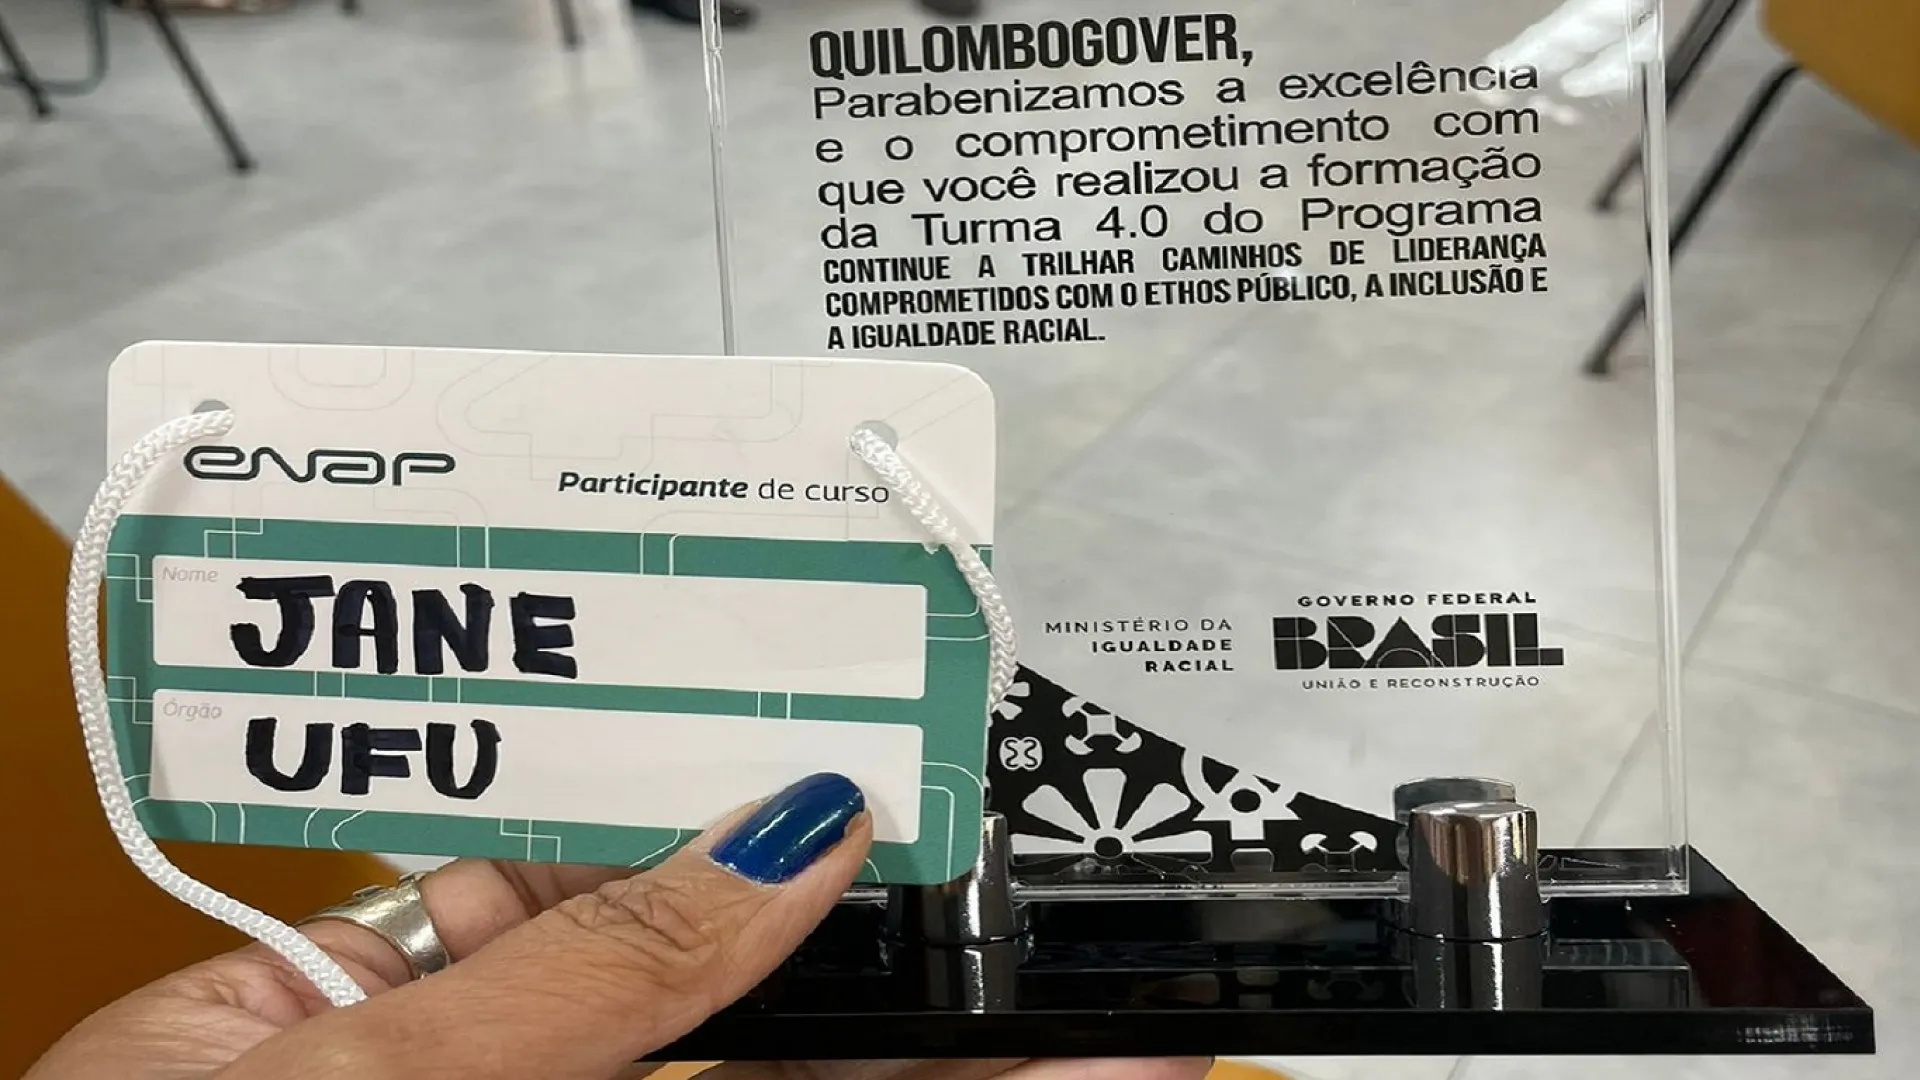 QUILOMBOGOVER,
Parabenizamos a excelência
e o comprometimento com
que você realizou a formação
da Turma 4.0 do Programa
CONTINUE A TRILHAR CAMINHOS DE LIDERANÇA
COMPROMETIDOS COM O ETHOS PÚBLICO, A INCLUSÃO E
A IGUALDADE RACIAL.
enap
Participante de curso
Nome
JANE
Órgão
UFU
MINISTÉRIO DA
IGUALDADE
RACIAL
GOVERNO FEDERAL
BRASIL
UNIÃO E RECONSTRUÇÃO